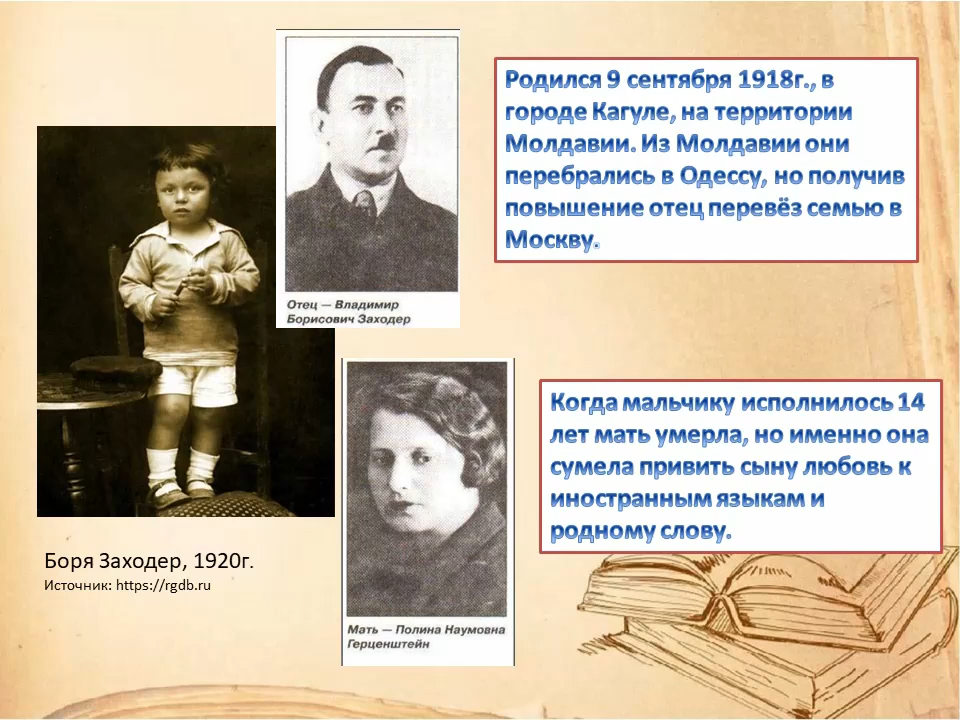 Родился 9 сентября 1918г., в
городе Кагуле, на территории
Молдавии. Из Молдавии они
перебрались в Одессу, но получив
повышение отец перевёз семью в
Москву.
Отец — Владимир
Борисович Заходер
Когда мальчику исполнилось 14
лет мать умерла, но именно она
сумела привить сыну любовь к
иностранным языкам и
родному слову.
Боря Заходер, 1920г.
Источник: https://rgdb.ru
Мать — Полина Наумовна
Герценштейн